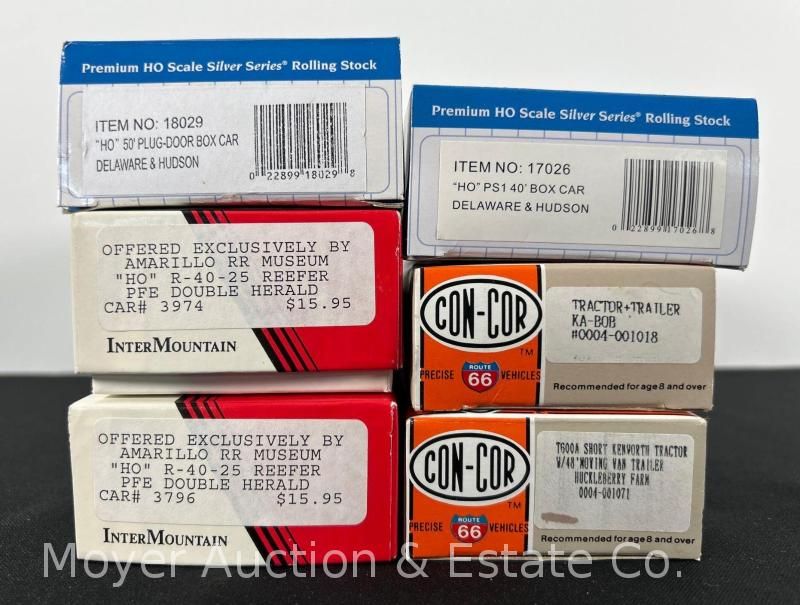 Premium HO Scale Silver Series® Rolling Stock
ITEM NO: 18029
"HO" 50' PLUG-DOOR BOX CAR
DELAWARE & HUDSON
0 22899 18029 8
Premium HO Scale Silver Series® Rolling Stock
ITEM NO: 17026
"HO" PS1 40' BOX CAR
DELAWARE & HUDSON
0 22899 17026 8
OFFERED EXCLUSIVELY BY
AMARILLO RR MUSEUM
"HO" R-40-25 REEFER
PFE DOUBLE HERALD
CAR# 3974 $15.95
INTERMOUNTAIN
CON-COR
TM
PRECISE ROUTE 66 VEHICLES
TRACTOR+TRAILER
KA-BOB
#0004-001018
Recommended for age 8 and over
OFFERED EXCLUSIVELY BY
AMARILLO RR MUSEUM
"HO" R-40-25 REEFER
PFE DOUBLE HERALD
CAR# 3796 $15.95
INTERMOUNTAIN
CON-COR
TM
PRECISE ROUTE 66 VEHICLES
T600A SHORT KENWORTH TRACTOR
W/48'MOVING VAN TRAILER
HUCKLEBERRY FARM
0004-001071
Recommended for age 8 and over
Moyer Auction & Estate Co.